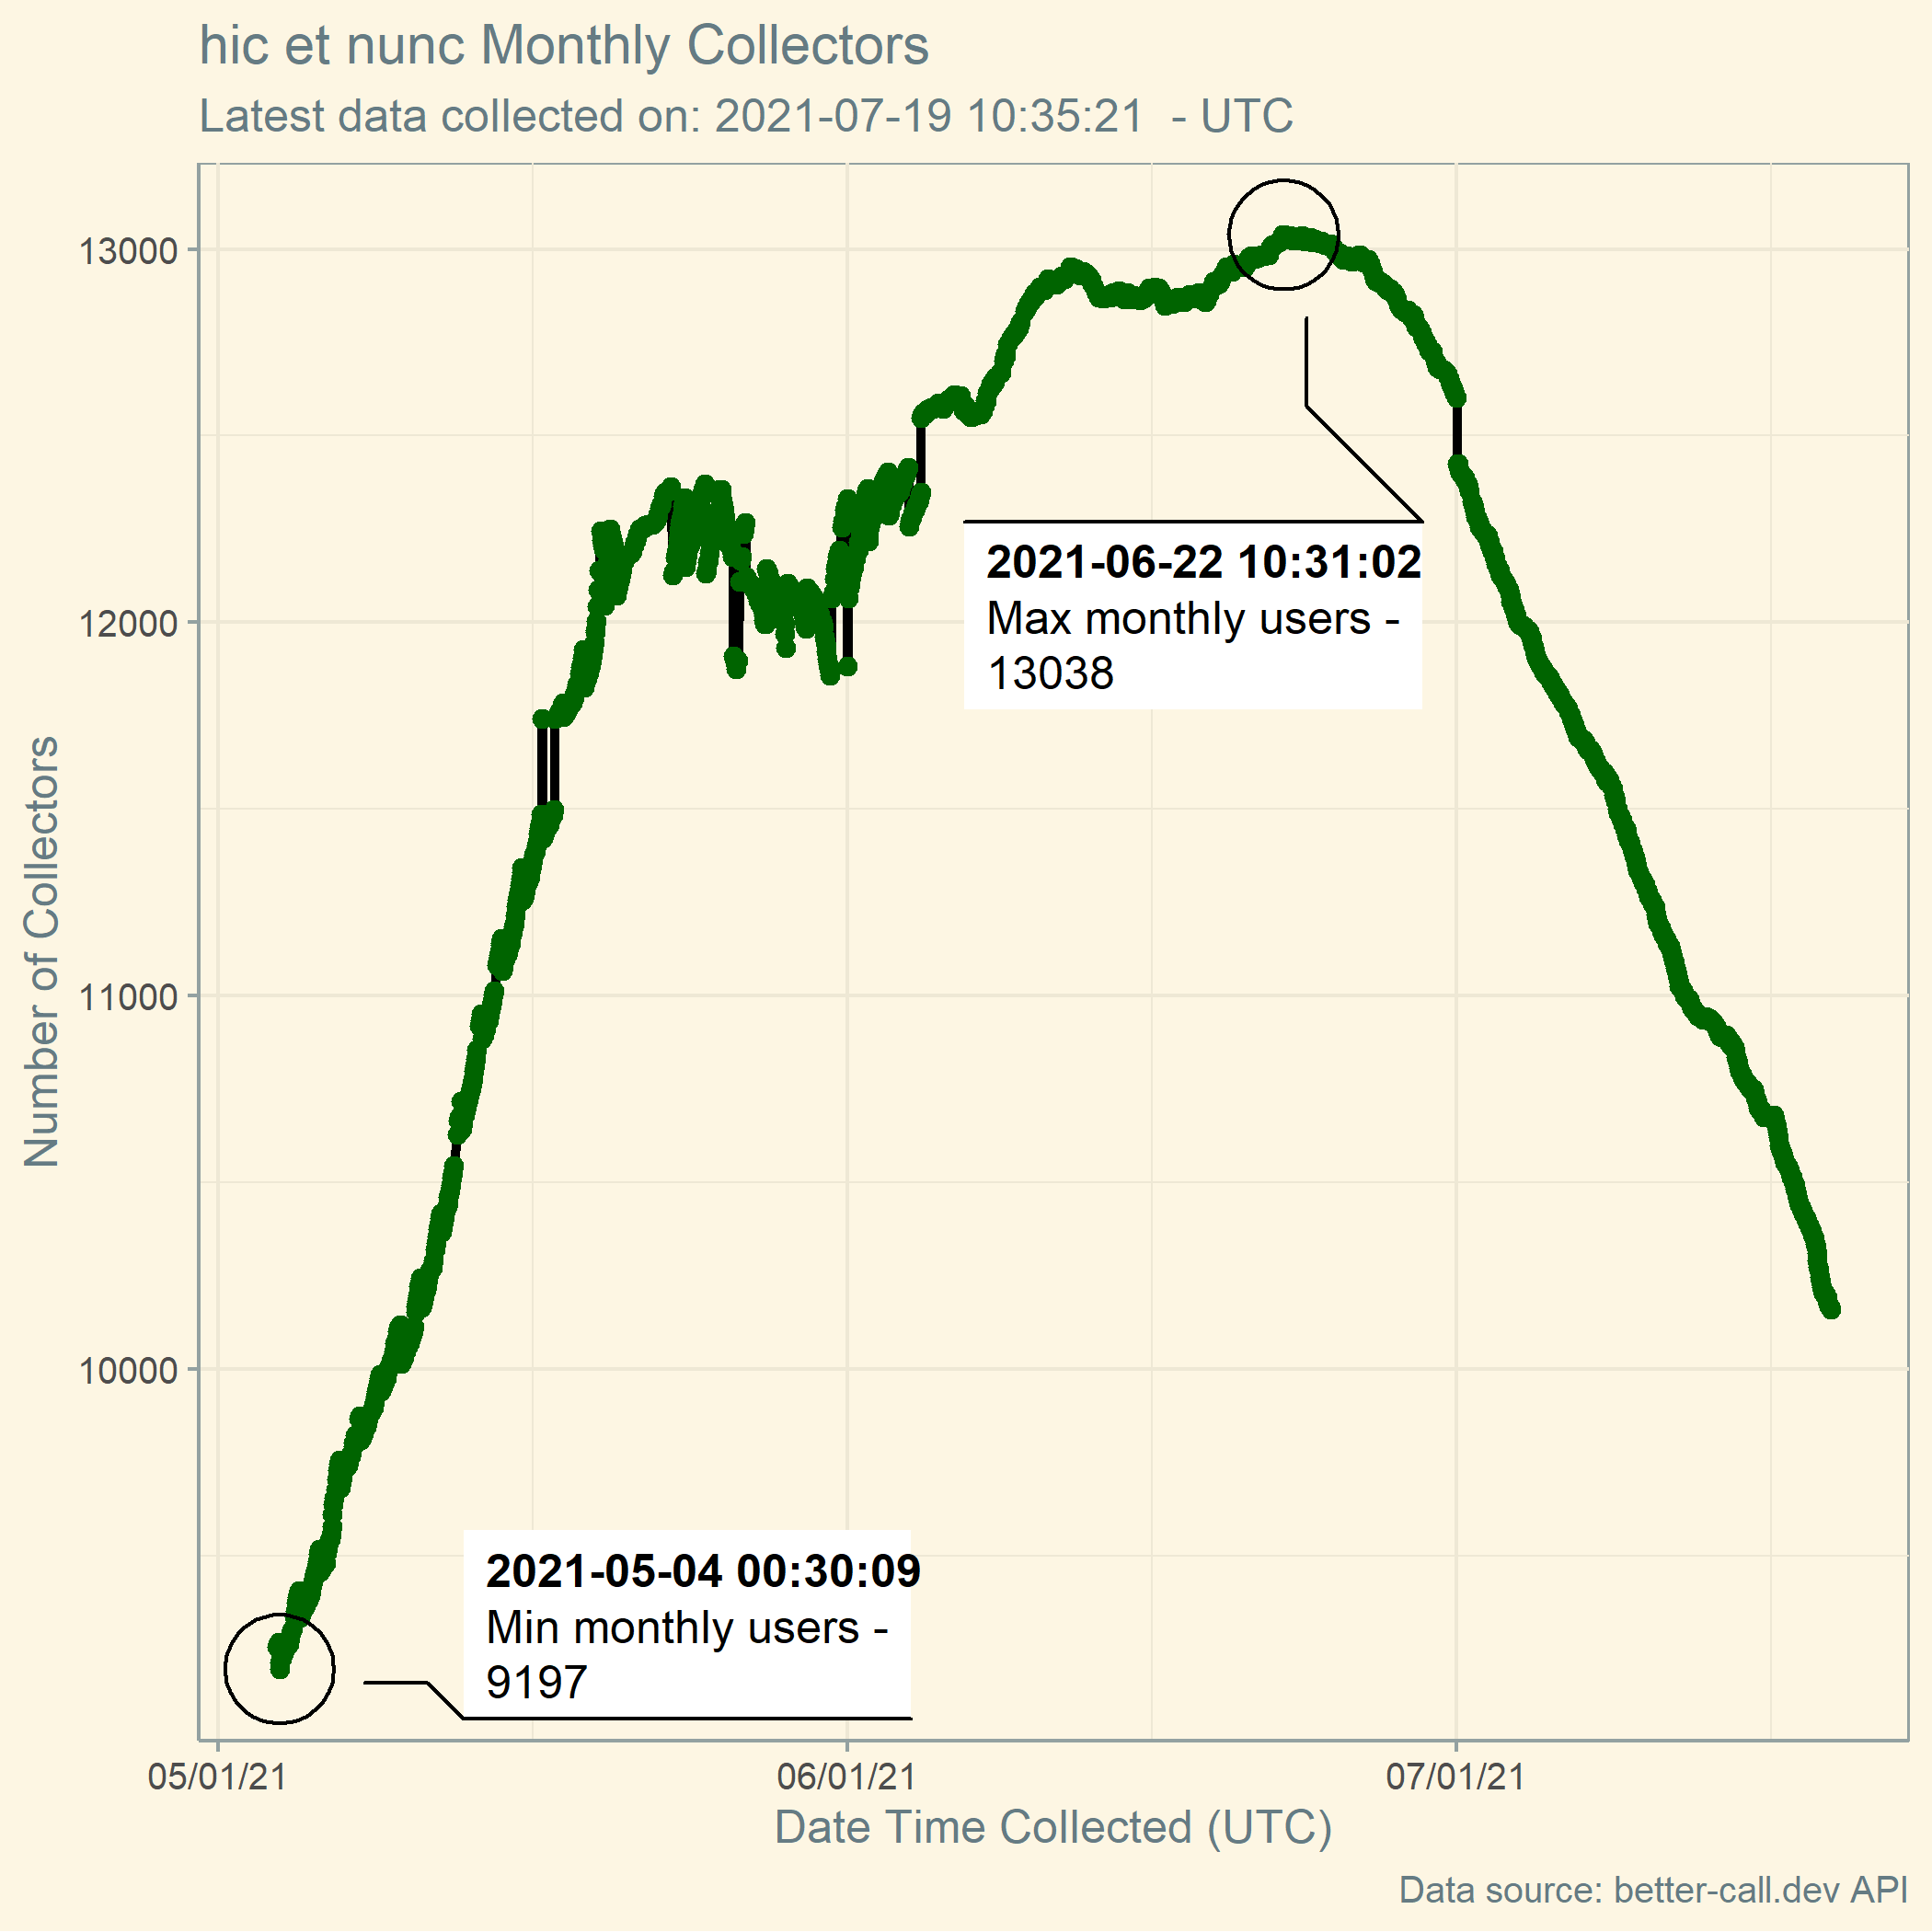 hic et nunc Monthly Collectors
Latest data collected on: 2021-07-19 10:35:21  - UTC
Number of Collectors
13000
12000
11000
10000
2021-06-22 10:31:02
Max monthly users -
13038
2021-05-04 00:30:09
Min monthly users -
9197
05/01/21
06/01/21
07/01/21
Date Time Collected (UTC)
Data source: better-call.dev API